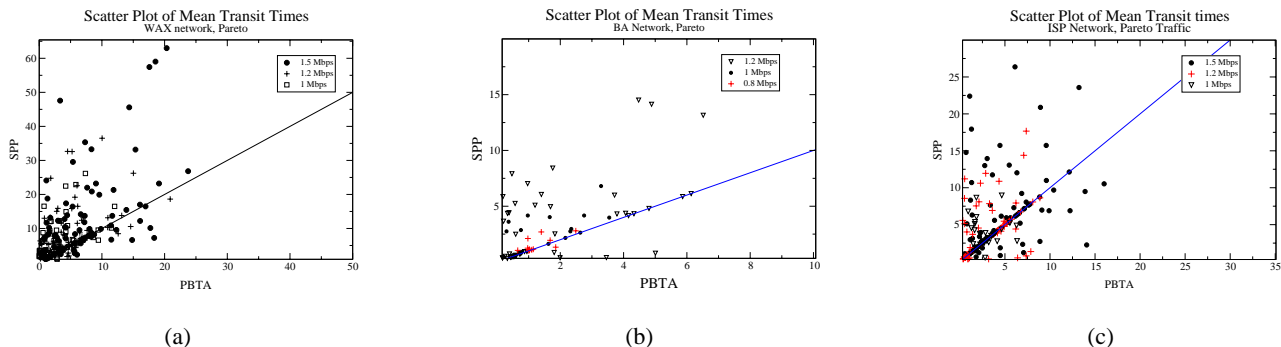 Scatter Plot of Mean Transit Times
WAX network, Pareto
60
50
40
30
20
10
0
SPP
1.5 Mbps
1.2 Mbps
1 Mbps
0
10
20
30
40
50
PBTA
(a)
Scatter Plot of Mean Transit Times
BA Network, Pareto
15
10
5
SPP
1.2 Mbps
1 Mbps
0.8 Mbps
2
4
6
8
10
PBTA
(b)
Scatter Plot of Mean Transit times
ISP Network, Pareto Traffic
25
20
15
10
5
SPP
1.5 Mbps
1.2 Mbps
1 Mbps
5
10
15
20
25
30
35
PBTA
(c)